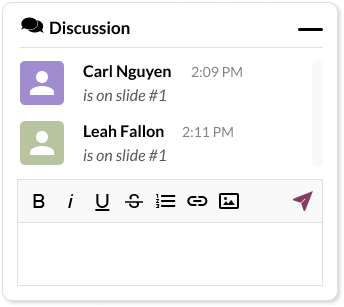 Discussion
Carl Nguyen 2:09 PM
is on slide #1
Leah Fallon 2:11 PM
is on slide #1
B i U S